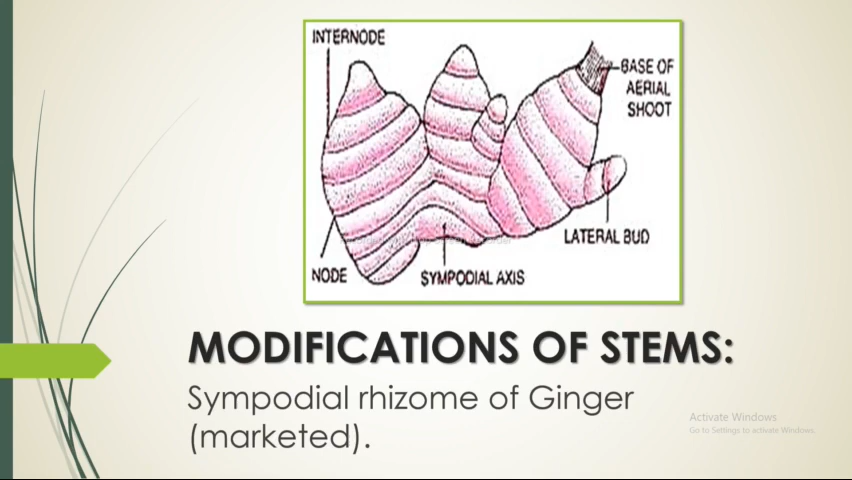 INTERNODE
BASE OF
AERIAL
SHOOT
LATERAL BUD
NODE
SYMPODIAL AXIS
MODIFICATIONS OF STEMS:
Sympodial rhizome of Ginger
(marketed).
Activate Windows
Go to Settings to activate Windows.